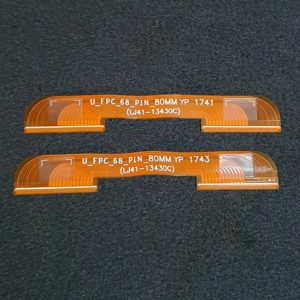 U_FPC_68_PIN_80MM YP 1741
(LJ41-13430C)
U_FPC_68_PIN_80MM YP 1743
(LJ41-13430C)